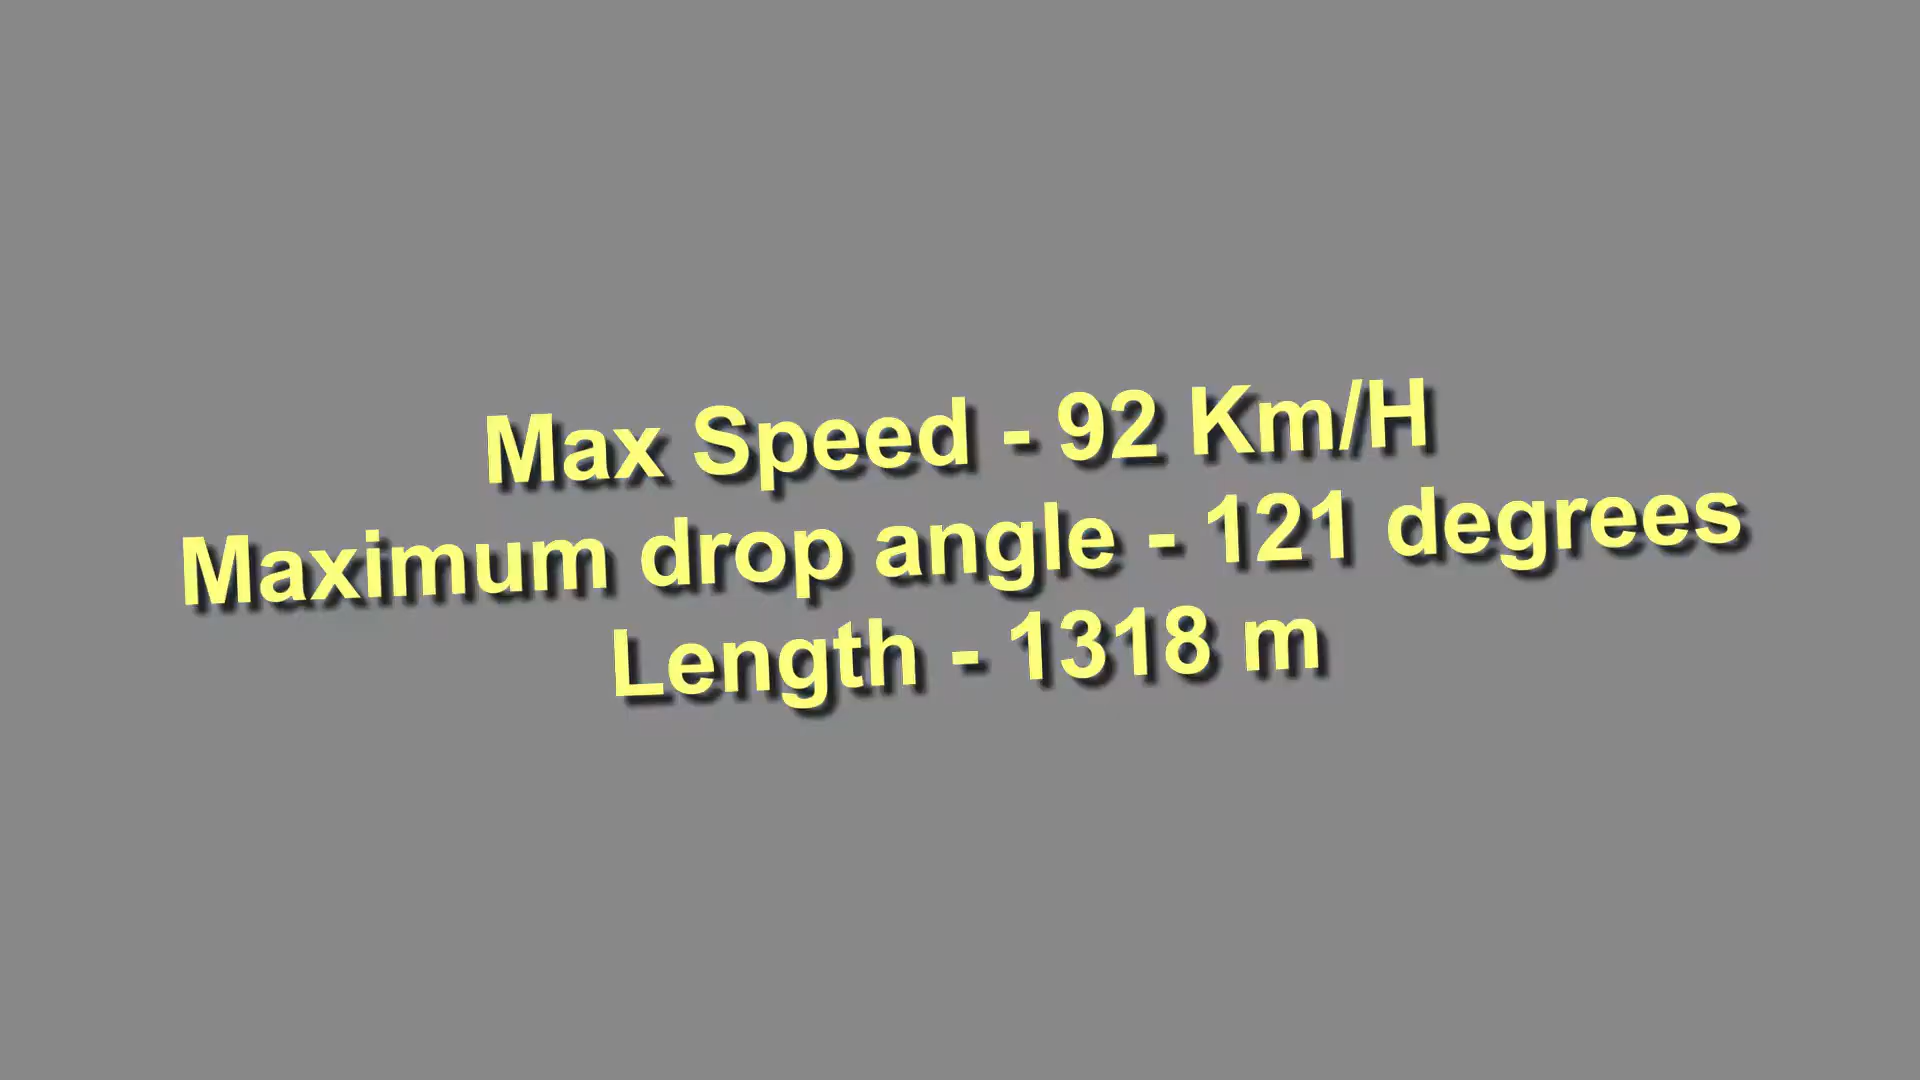 Max Speed - 92 Km/H
Maximum drop angle - 121 degrees
Length - 1318 m